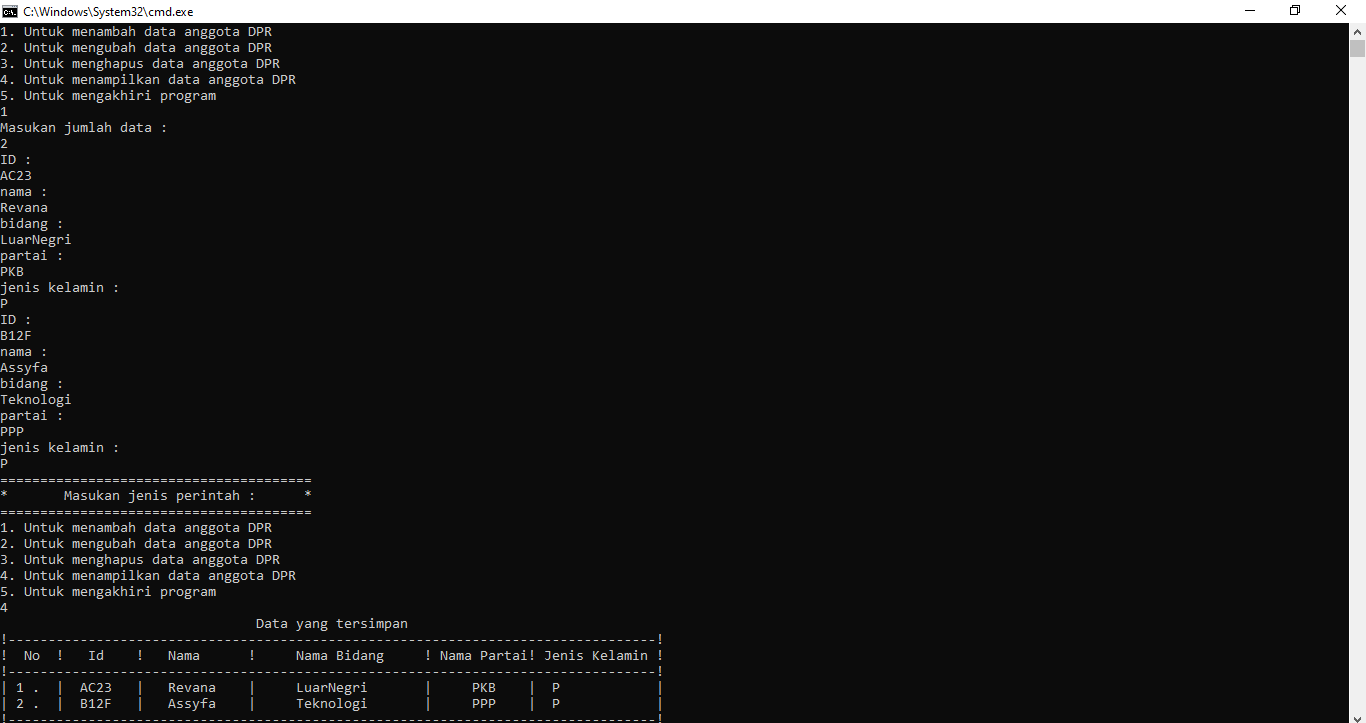 C:\Windows\System32\cmd.exe
1. Untuk menambah data anggota DPR
2. Untuk mengubah data anggota DPR
3. Untuk menghapus data anggota DPR
4. Untuk menampilkan data anggota DPR
5. Untuk mengakhiri program
1
Masukan jumlah data :
2
ID :
AC23
nama :
Revana
bidang :
LuarNegri
partai :
PKB
jenis kelamin :
P
ID :
B12F
nama :
Assyfa
bidang :
Teknologi
partai :
PPP
jenis kelamin :
P
=======================================
*       Masukan jenis perintah :      *
=======================================
1. Untuk menambah data anggota DPR
2. Untuk mengubah data anggota DPR
3. Untuk menghapus data anggota DPR
4. Untuk menampilkan data anggota DPR
5. Untuk mengakhiri program
4
                                Data yang tersimpan
!---------------------------------------------------------------------------------!
!  No  !   Id    !   Nama      !     Nama Bidang     ! Nama Partai! Jenis Kelamin !
!---------------------------------------------------------------------------------!
| 1 .  |  AC23   |   Revana    |     LuarNegri       |     PKB    |  P            |
| 2 .  |  B12F   |   Assyfa    |     Teknologi       |     PPP    |  P            |
!---------------------------------------------------------------------------------!